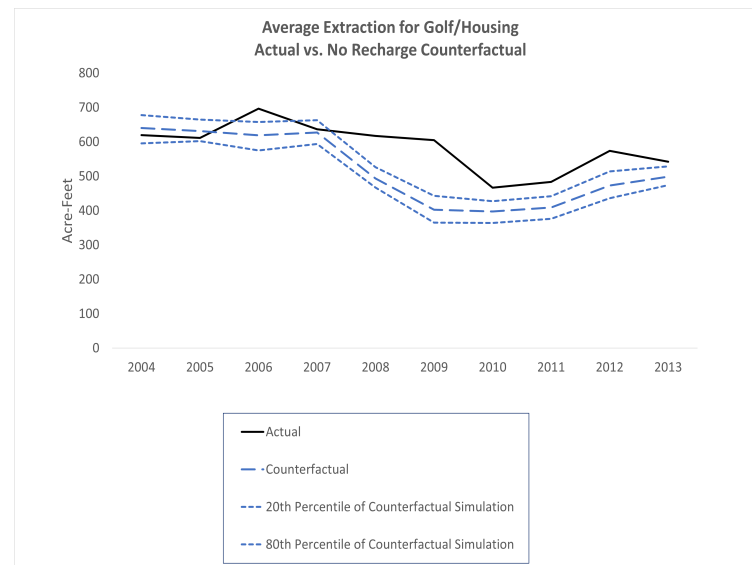 Average Extraction for Golf/Housing
Actual vs. No Recharge Counterfactual
800
700
600
500
400
300
200
100
0
Acre-Feet
2004 2005 2006 2007 2008 2009 2010 2011 2012 2013
Actual
Counterfactual
20th Percentile of Counterfactual Simulation
80th Percentile of Counterfactual Simulation